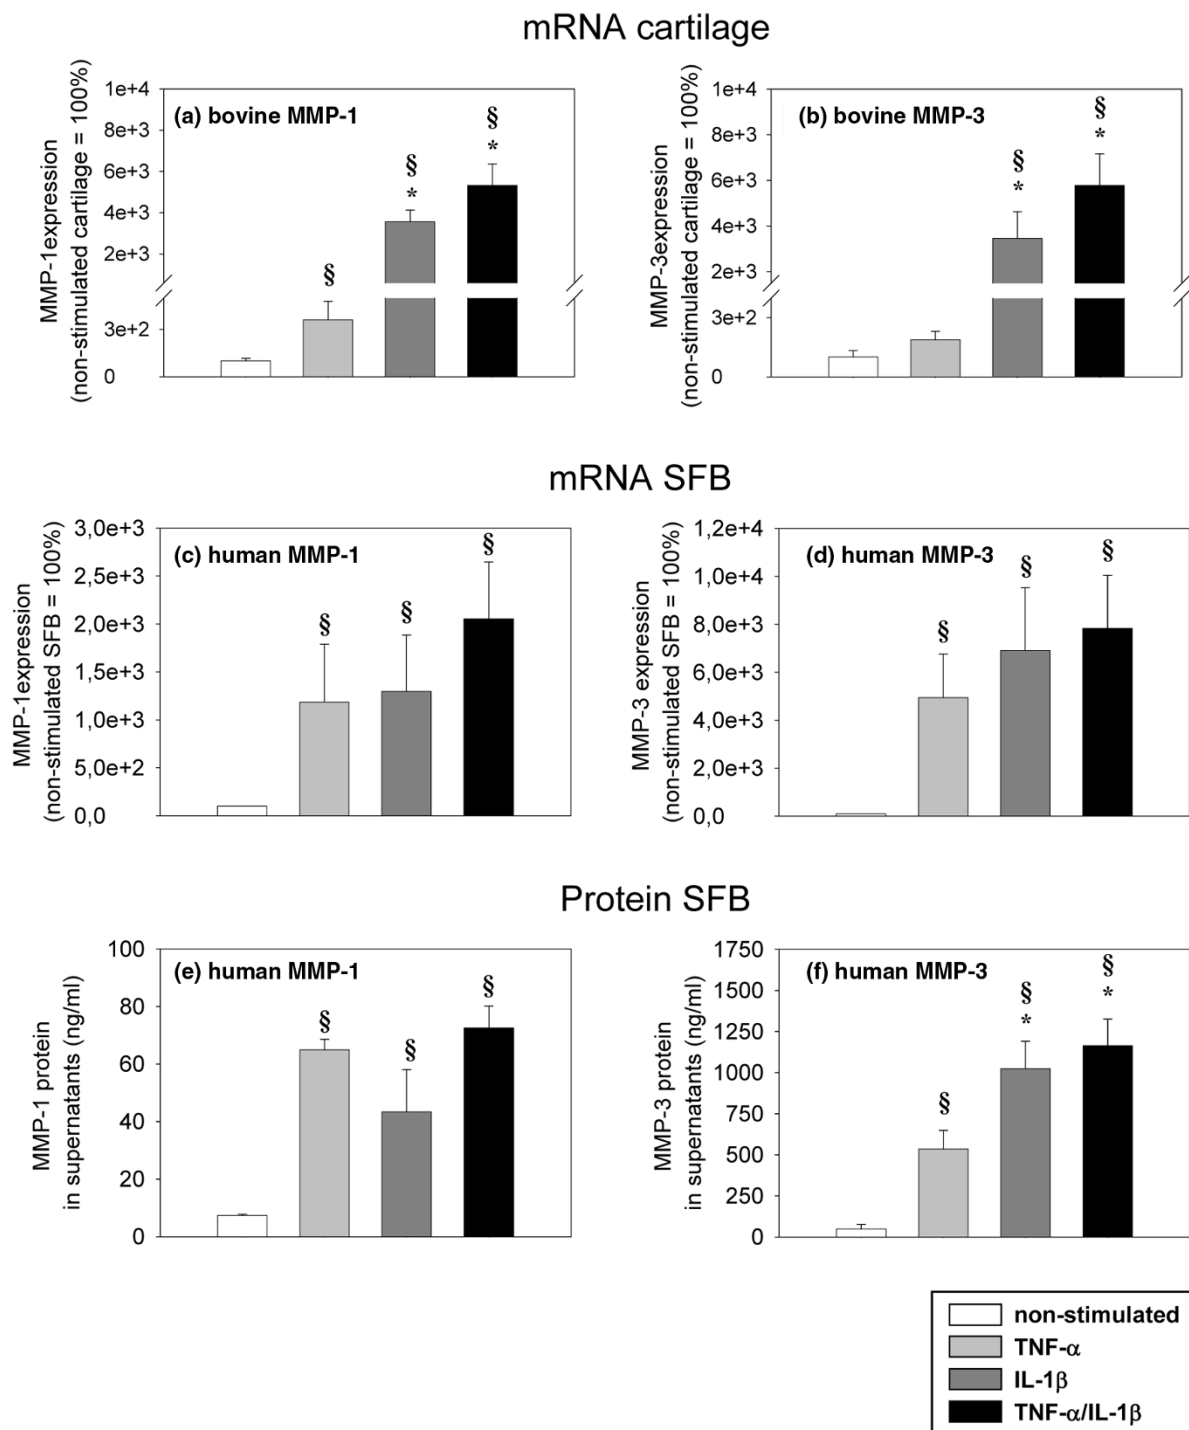 mRNA cartilage
MMP-1expression
(non-stimulated cartilage = 100%)
1e+4
8e+3
6e+3
4e+3
2e+3
3e+2
0
(a) bovine MMP-1
§
§
*
§
*
MMP-3expression
(non-stimulated cartilage = 100%)
1e+4
8e+3
6e+3
4e+3
2e+3
3e+2
0
(b) bovine MMP-3
§
*
§
*
mRNA SFB
MMP-1expression
(non-stimulated SFB = 100%)
3,0e+3
2,5e+3
2,0e+3
1,5e+3
1,0e+3
5,0e+2
0,0
(c) human MMP-1
§
§
§
MMP-3 expression
(non-stimulated SFB = 100%)
1,2e+4
1,0e+4
8,0e+3
6,0e+3
4,0e+3
2,0e+3
0,0
(d) human MMP-3
§
§
§
Protein SFB
MMP-1 protein
in supernatants (ng/ml)
100
80
60
40
20
0
(e) human MMP-1
§
§
§
MMP-3 protein
in supernatants (ng/ml)
1750
1500
1250
1000
750
500
250
0
(f) human MMP-3
§
§
*
§
*
non-stimulated
TNF-α
IL-1β
TNF-α/IL-1β